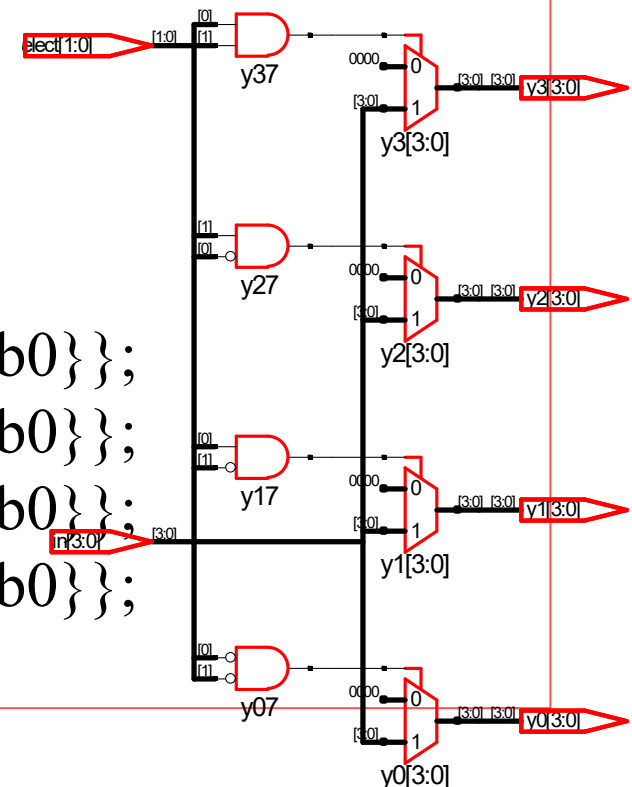 [0]
elect[1:0]
[1:0]
[1]
y37
0000
0
[3:0]
1
y3[3:0]
[3:0] [3:0]
y3[3:0]
[1]
[0]
y27
0000
0
[3:0]
1
y2[3:0]
[3:0] [3:0]
y2[3:0]
b0}};
b0}};
b0}};
b0}};
[0]
[1]
y17
0000
0
[3:0]
1
y1[3:0]
[3:0] [3:0]
y1[3:0]
in[3:0]
[3:0]
[0]
[1]
y07
0000
0
[3:0]
1
y0[3:0]
[3:0] [3:0]
y0[3:0]